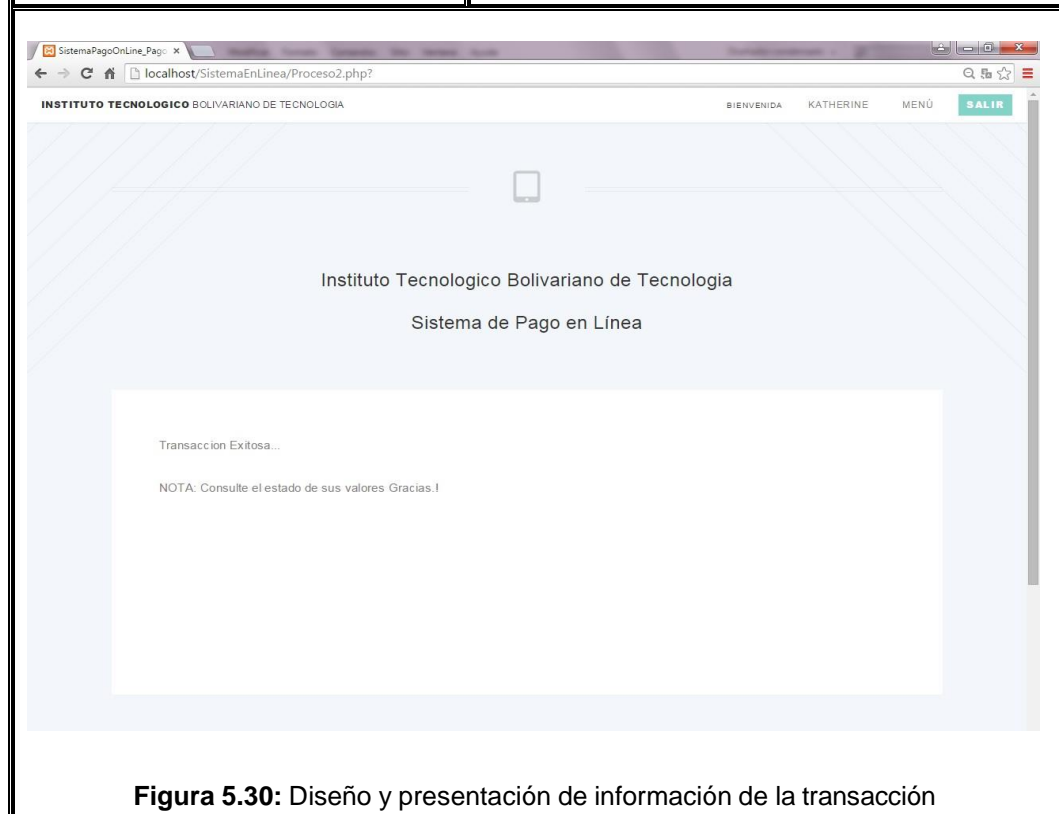 SistemaPagoOnLine_Pago
localhost/SistemaEnLinea/Proceso2.php?
INSTITUTO TECNOLOGICO BOLIVARIANO DE TECNOLOGIA BIENVENIDA KATHERINE MENÙ SALIR
Instituto Tecnologico Bolivariano de Tecnologia
Sistema de Pago en Línea
Transaccion Exitosa...
NOTA: Consulte el estado de sus valores Gracias.!
Figura 5.30: Diseño y presentación de información de la transacción